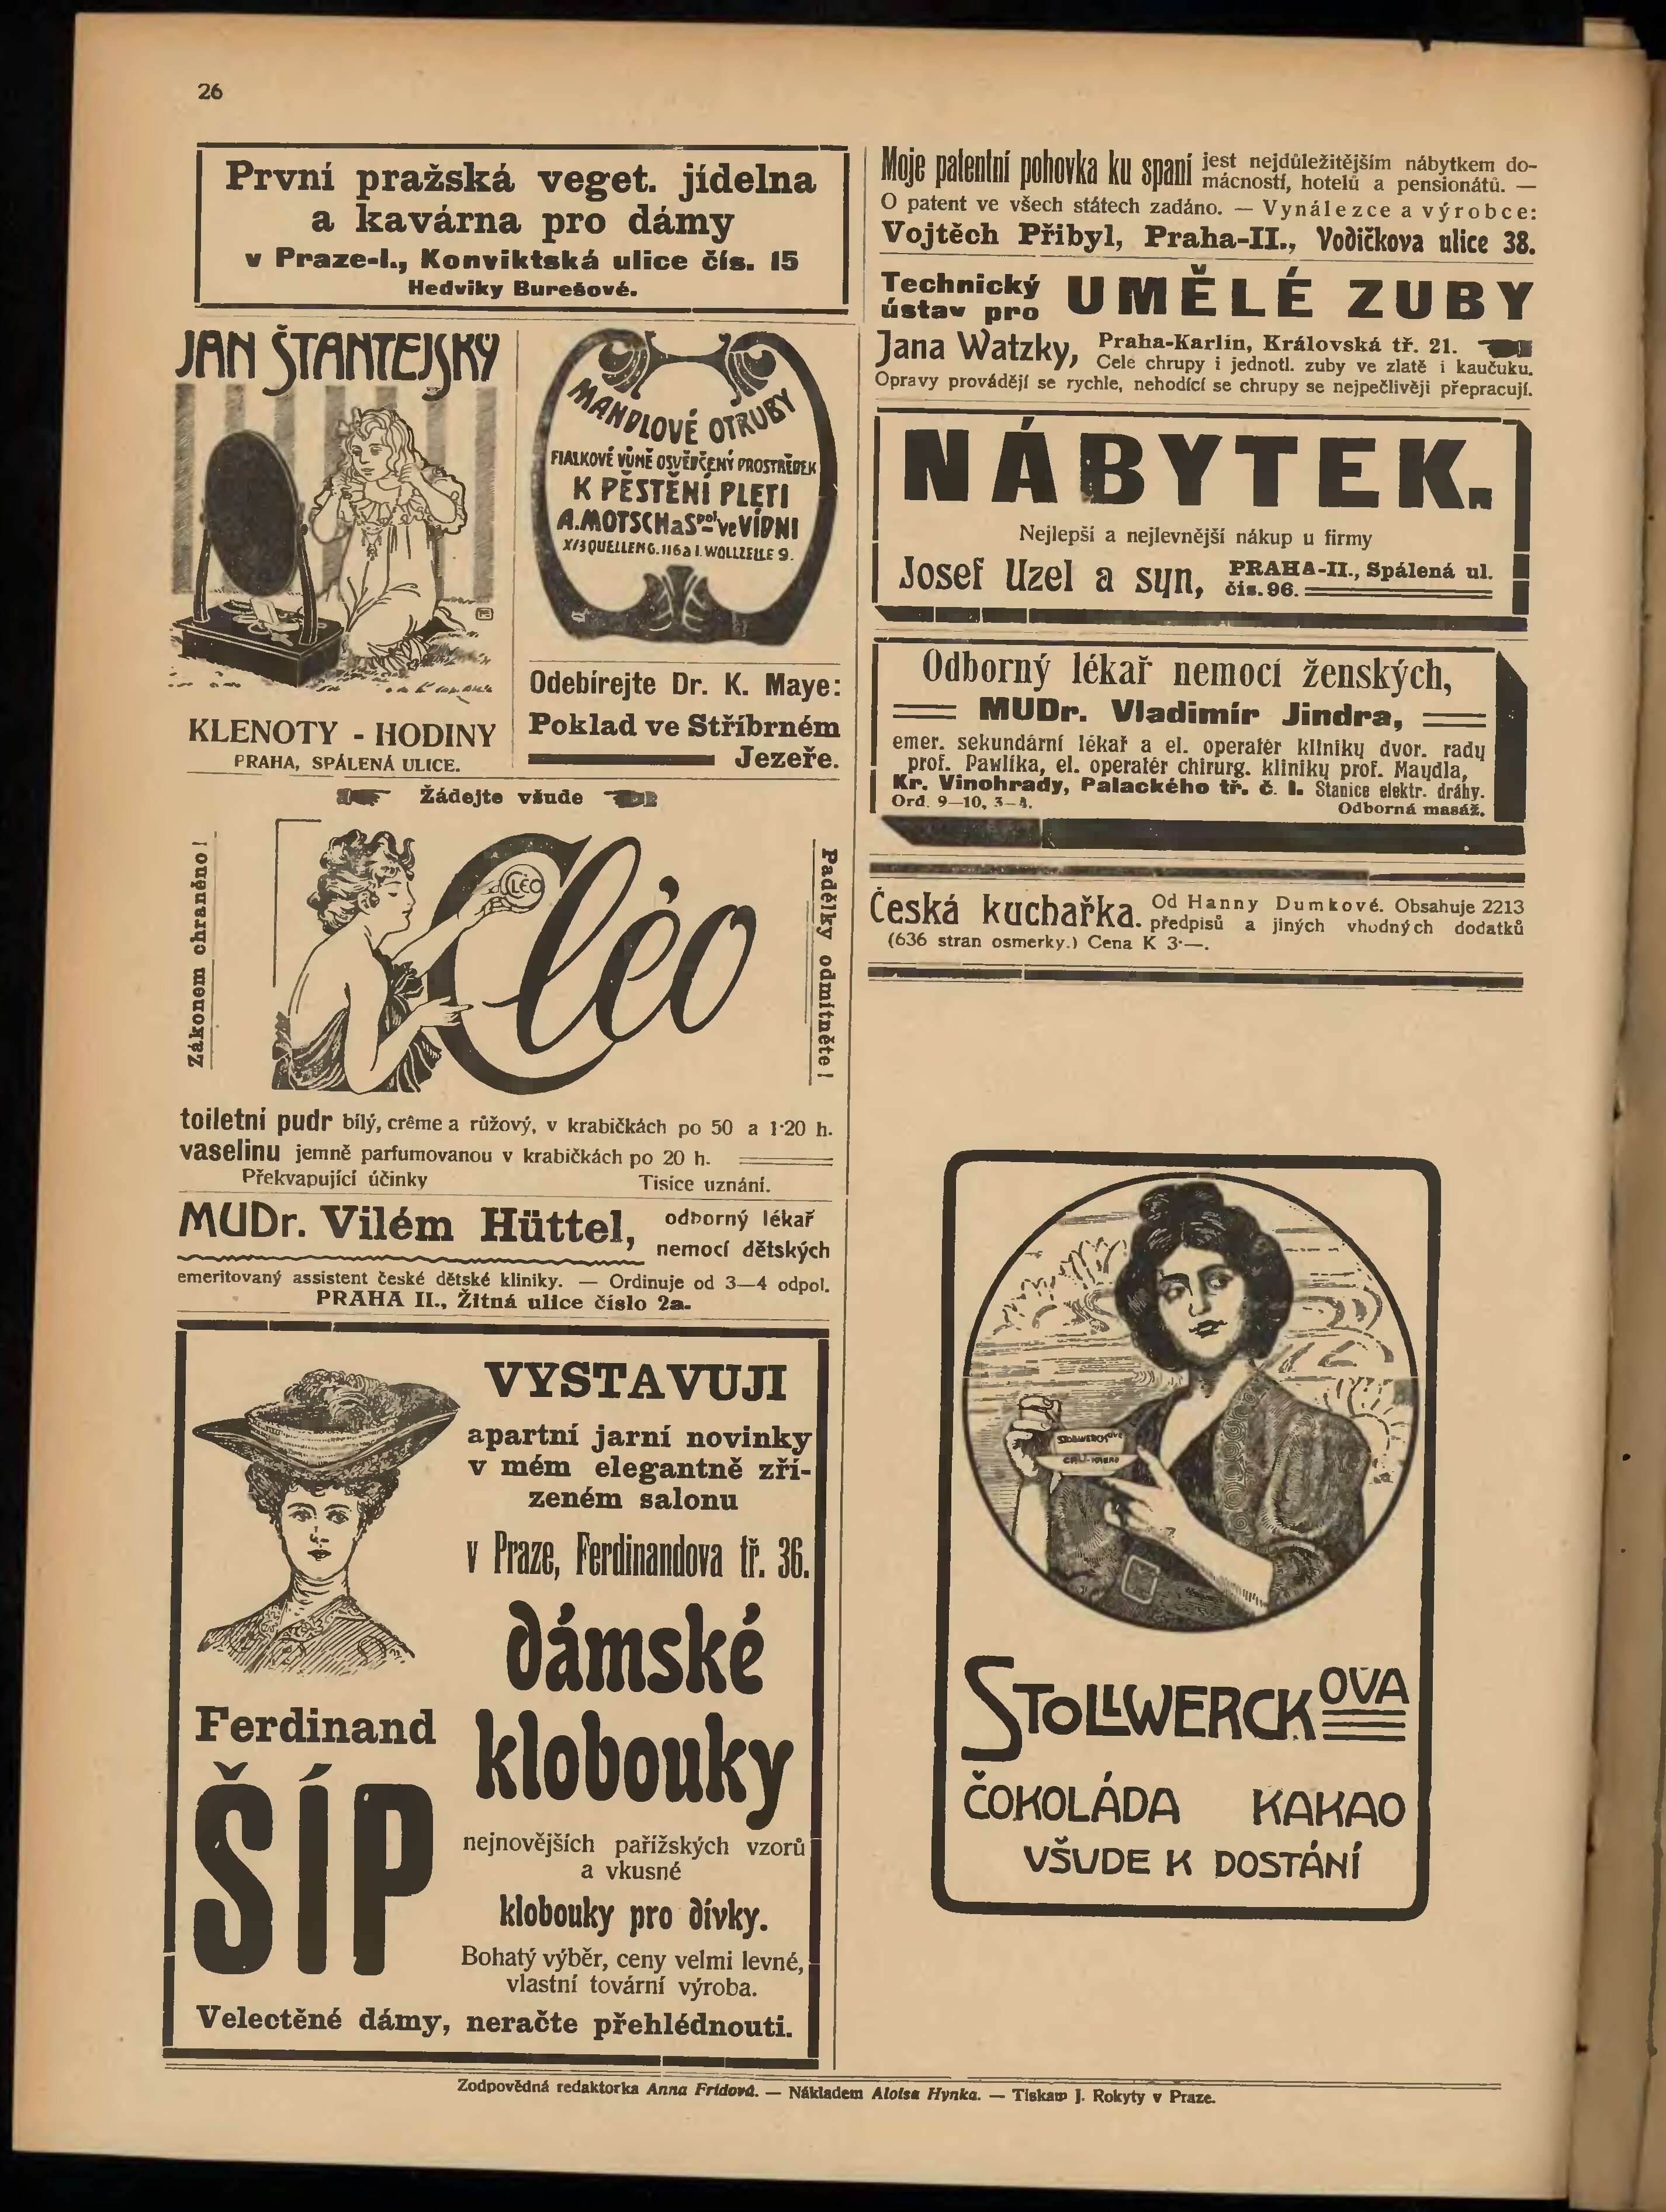 26
První pražská veget. jídelna
a kavárna pro dámy
v Praze-I., Konviktská ulice čís. 15
Hedviky Burešové.
JAN ŠTANTEJSKÝ
KLENOTY - HODINY
PRAHA, SPÁLENÁ ULICE.
MANDLOVÉ OTRUBY
FIALKOVÉ VŮNĚ OSVĚDČENÝ PROSTŘEDEK
K PĚSTĚNÍ PLETI
A. MOTSCH a Spol. ve VÍDNI
X/3 QUELLENG. 116 a I. WOLLZEILE 9.
Odebírejte Dr. K. Maye:
Poklad ve Stříbrném
Jezeře.
Žádejte všude
Zákonem chráněno!
CLÉO
Cléo
Padělky odmítněte!
toiletní pudr bílý, crême a růžový, v krabičkách po 50 a 1·20 h.
vaselinu jemně parfumovanou v krabičkách po 20 h.
Překvapující účinky Tisíce uznání.
MUDr. Vilém Hüttel, odborný lékař
nemocí dětských
emeritovaný assistent české dětské kliniky. — Ordinuje od 3—4 odpol.
PRAHA II., Žitná ulice číslo 2a.
VYSTAVUJI
apartní jarní novinky
v mém elegantně zří-
zeném salonu
v Praze, Ferdinandova tř. 36.
dámské
klobouky
Ferdinand
ŠÍP
nejnovějších pařížských vzorů
a vkusné
klobouky pro dívky.
Bohatý výběr, ceny velmi levné,
vlastní tovární výroba.
Velectěné dámy, neračte přehlédnouti.
Moje patentní pohovka ku spaní jest nejdůležitějším nábytkem do-
mácností, hotelů a pensionátů. —
O patent ve všech státech zadáno. — Vynálezce a výrobce:
Vojtěch Přibyl, Praha-II., Vodičkova ulice 38.
Technický
ústav pro UMĚLÉ ZUBY
Jana Watzky, Praha-Karlín, Královská tř. 21.
Celé chrupy i jednotl. zuby ve zlatě i kaučuku.
Opravy provádějí se rychle, nehodící se chrupy se nejpečlivěji přepracují.
NÁBYTEK.
Nejlepší a nejlevnější nákup u firmy
Josef Uzel a syn, PRAHA-II., Spálená ul.
čis. 96.
Odborný lékař nemocí ženských,
MUDr. Vladimír Jindra,
emer. sekundární lékař a el. operatér kliniky dvor. rady
prof. Pawlíka, el. operatér chirurg. kliniky prof. Maydla,
Kr. Vinohrady, Palackého tř. č. I. Stanice elektr. dráhy.
Ord. 9—10, 3—4. Odborná masáž.
Česká kuchařka. Od Hanny Dumkové. Obsahuje 2213
předpisů a jiných vhodných dodatků
(636 stran osmerky.) Cena K 3·—.
STOLLWERCKOVA
ČOKOLÁDA KAKAO
VŠUDE K DOSTÁNÍ
Zodpovědná redaktorka Anna Frídová. — Nákladem Aloisa Hynka. — Tiskam J. Rokyty v Praze.